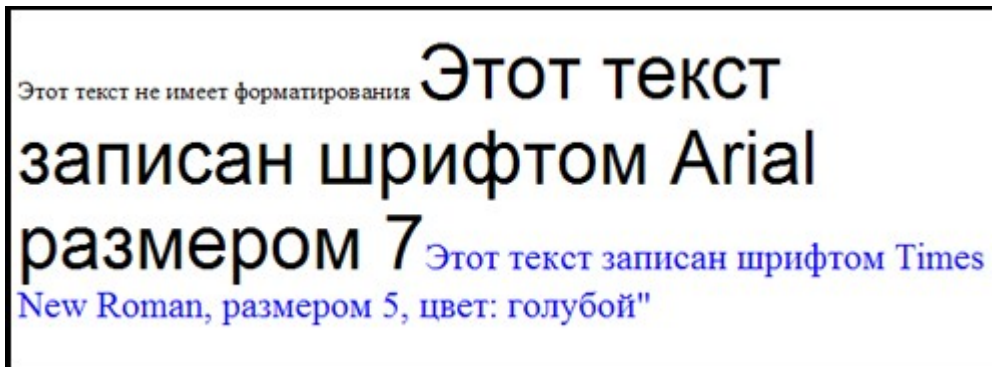 Этот текст не имеет форматирования Этот текст
записан шрифтом Arial
размером 7 Этот текст записан шрифтом Times
New Roman, размером 5, цвет: голубой"